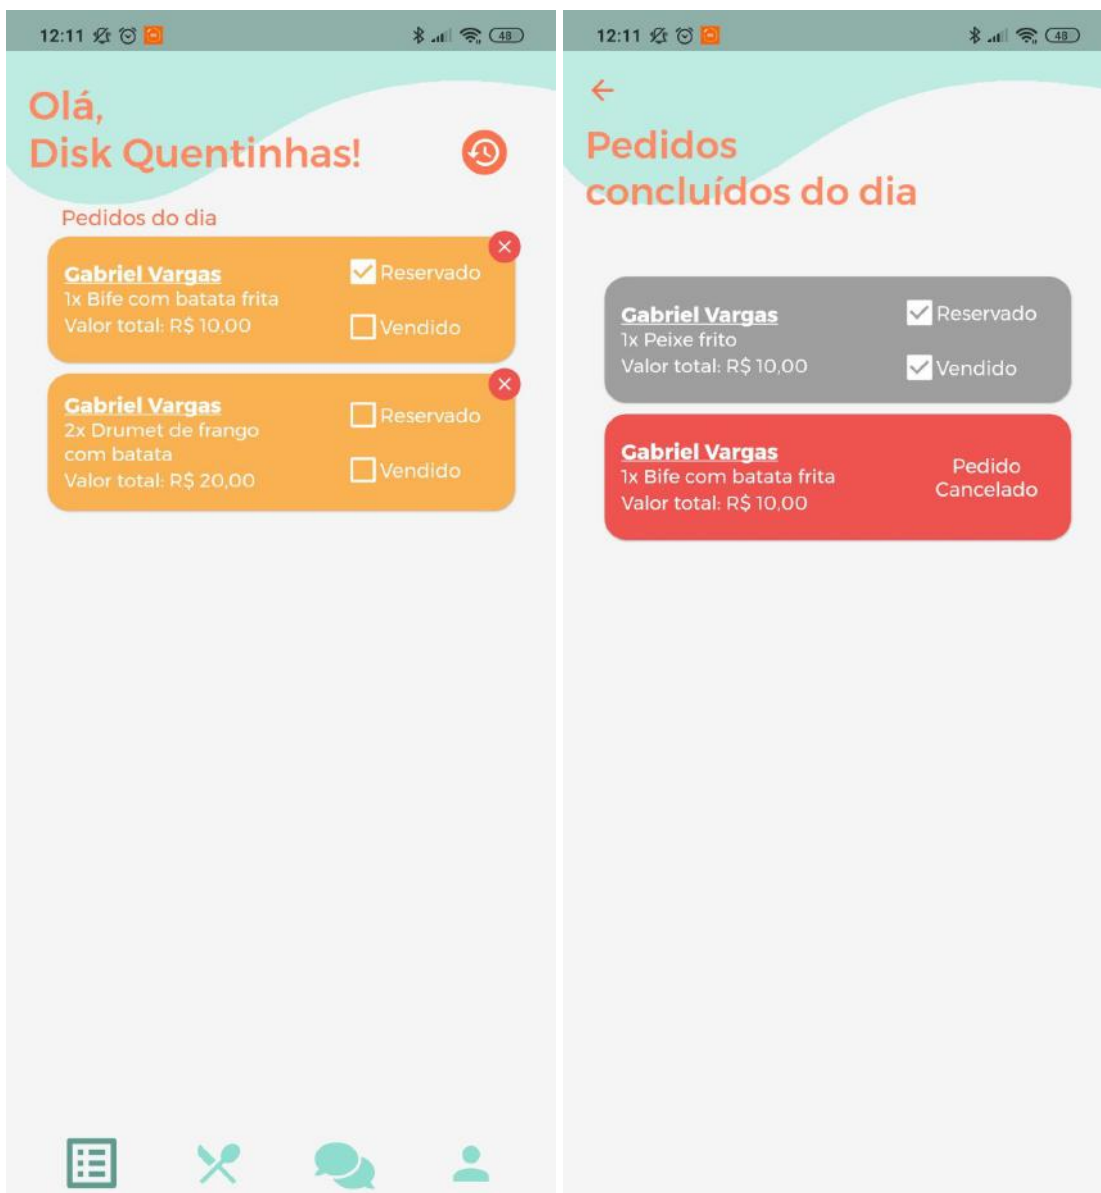 12:11
48
Olá,
Disk Quentinhas!
Pedidos do dia
Gabriel Vargas
1x Bife com batata frita
Valor total: R$ 10,00
Reservado
Vendido
Gabriel Vargas
2x Drumet de frango
com batata
Valor total: R$ 20,00
Reservado
Vendido
12:11
48
Pedidos
concluídos do dia
Gabriel Vargas
1x Peixe frito
Valor total: R$ 10,00
Reservado
Vendido
Gabriel Vargas
1x Bife com batata frita
Valor total: R$ 10,00
Pedido
Cancelado